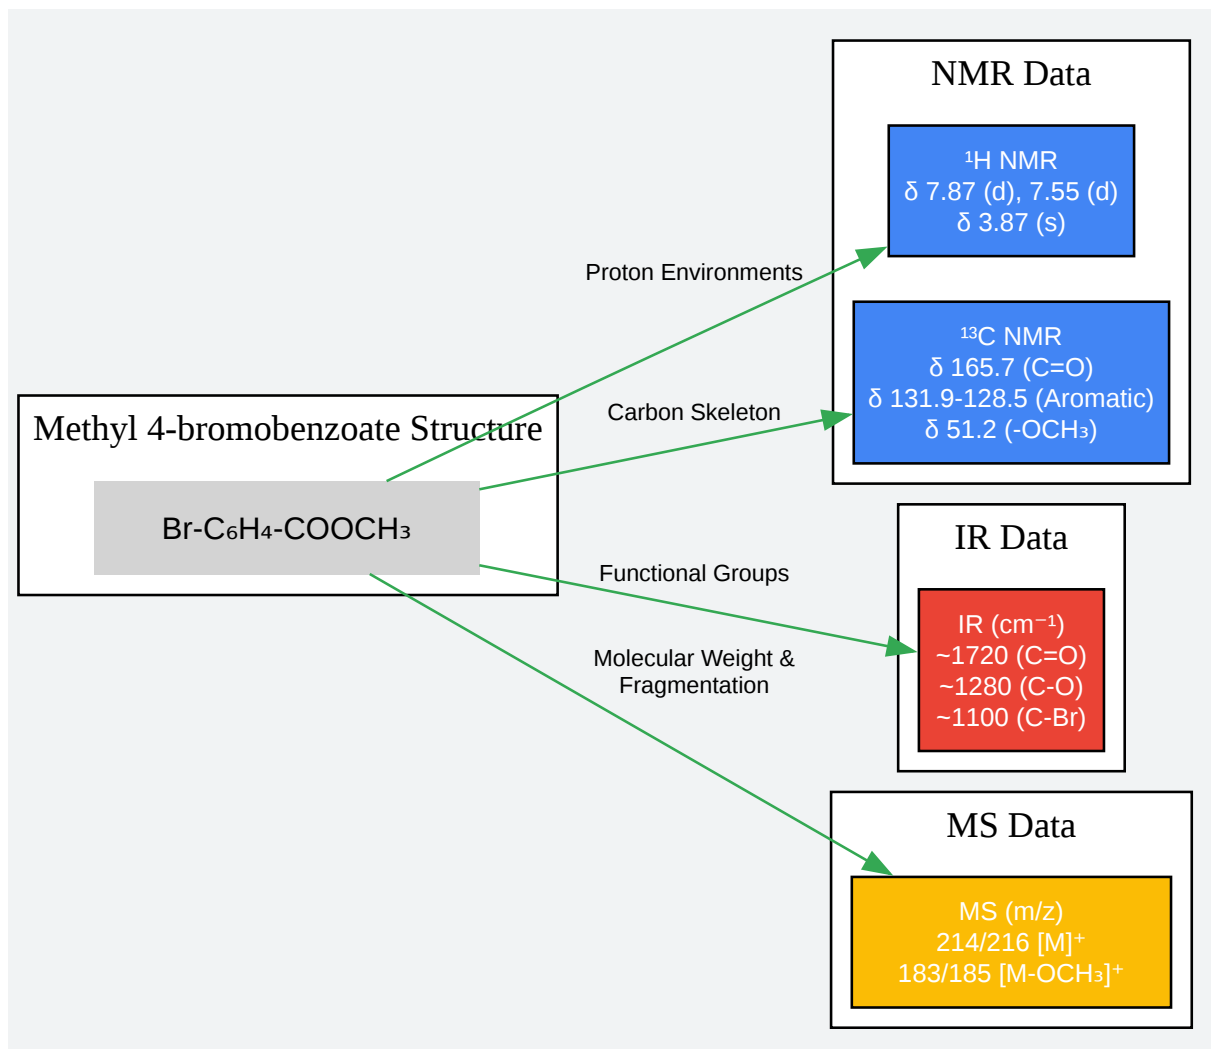 NMR Data
¹H NMR
δ 7.87 (d), 7.55 (d)
δ 3.87 (s)
Proton Environments
¹³C NMR
δ 165.7 (C=O)
δ 131.9-128.5 (Aromatic)
δ 51.2 (-OCH₃)
Carbon Skeleton
Methyl 4-bromobenzoate Structure
Br-C₆H₄-COOCH₃
IR Data
Functional Groups
IR (cm⁻¹)
~1720 (C=O)
~1280 (C-O)
~1100 (C-Br)
Molecular Weight &
Fragmentation
MS Data
MS (m/z)
214/216 [M]⁺
183/185 [M-OCH₃]⁺